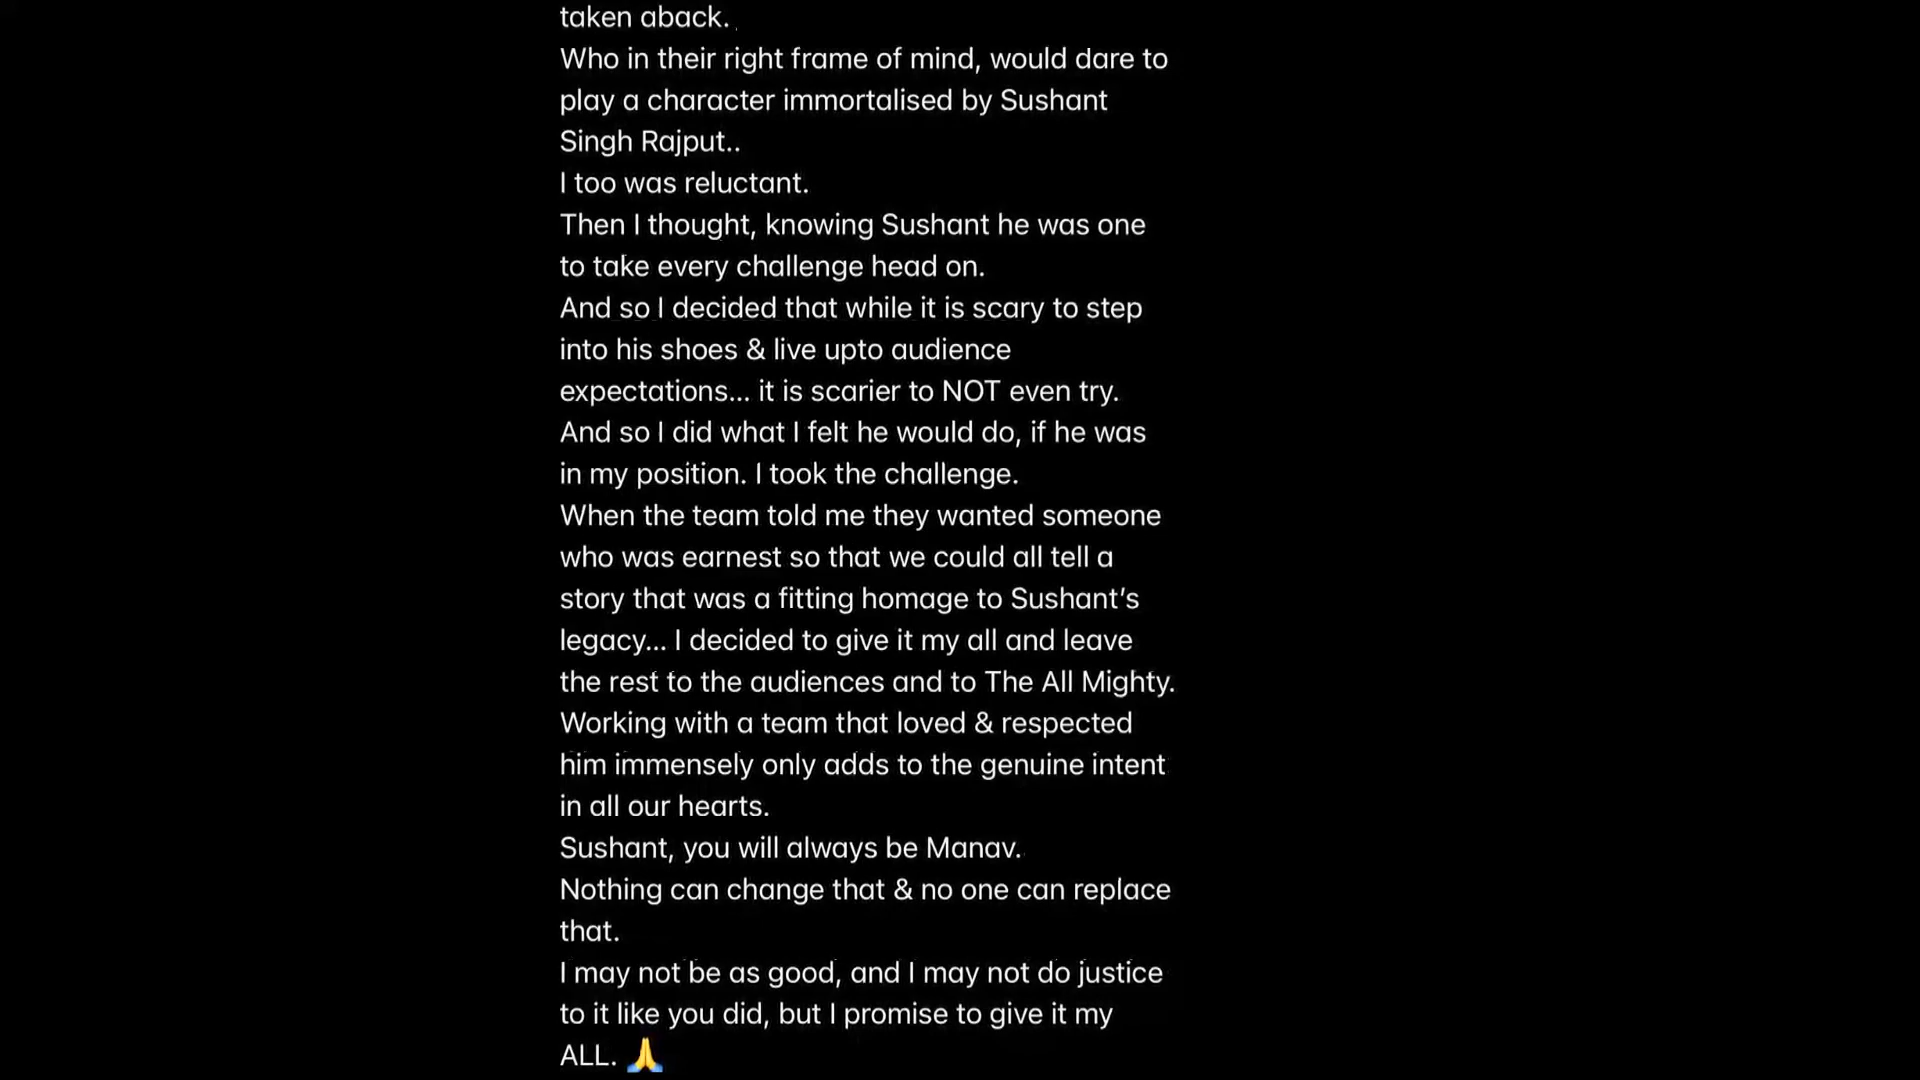 taken aback.
Who in their right frame of mind, would dare to
play a character immortalised by Sushant
Singh Rajput..
I too was reluctant.
Then I thought, knowing Sushant he was one
to take every challenge head on.
And so I decided that while it is scary to step
into his shoes & live upto audience
expectations... it is scarier to NOT even try.
And so I did what I felt he would do, if he was
in my position. I took the challenge.
When the team told me they wanted someone
who was earnest so that we could all tell a
story that was a fitting homage to Sushant’s
legacy... I decided to give it my all and leave
the rest to the audiences and to The All Mighty.
Working with a team that loved & respected
him immensely only adds to the genuine intent
in all our hearts.
Sushant, you will always be Manav.
Nothing can change that & no one can replace
that.
I may not be as good, and I may not do justice
to it like you did, but I promise to give it my
ALL. 🙏